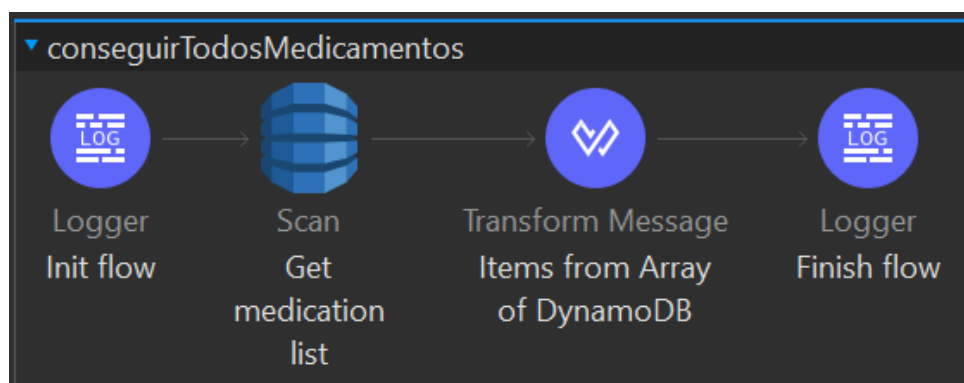 conseguirTodosMedicamentos
LOG
LOG
Logger
Scan
Transform Message
Logger
Init flow
Get
medication
list
Items from Array
of DynamoDB
Finish flow